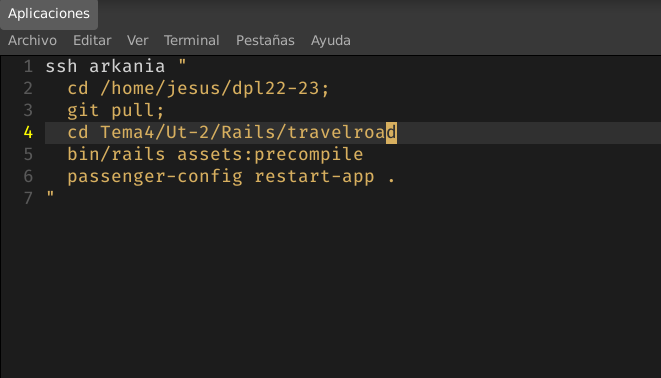 Aplicaciones
Archivo Editar Ver Terminal Pestañas Ayuda
1 ssh arkania "
2 cd /home/jesus/dpl22-23;
3 git pull;
4 cd Tema4/Ut-2/Rails/travelroad
5 bin/rails assets:precompile
6 passenger-config restart-app .
7 "